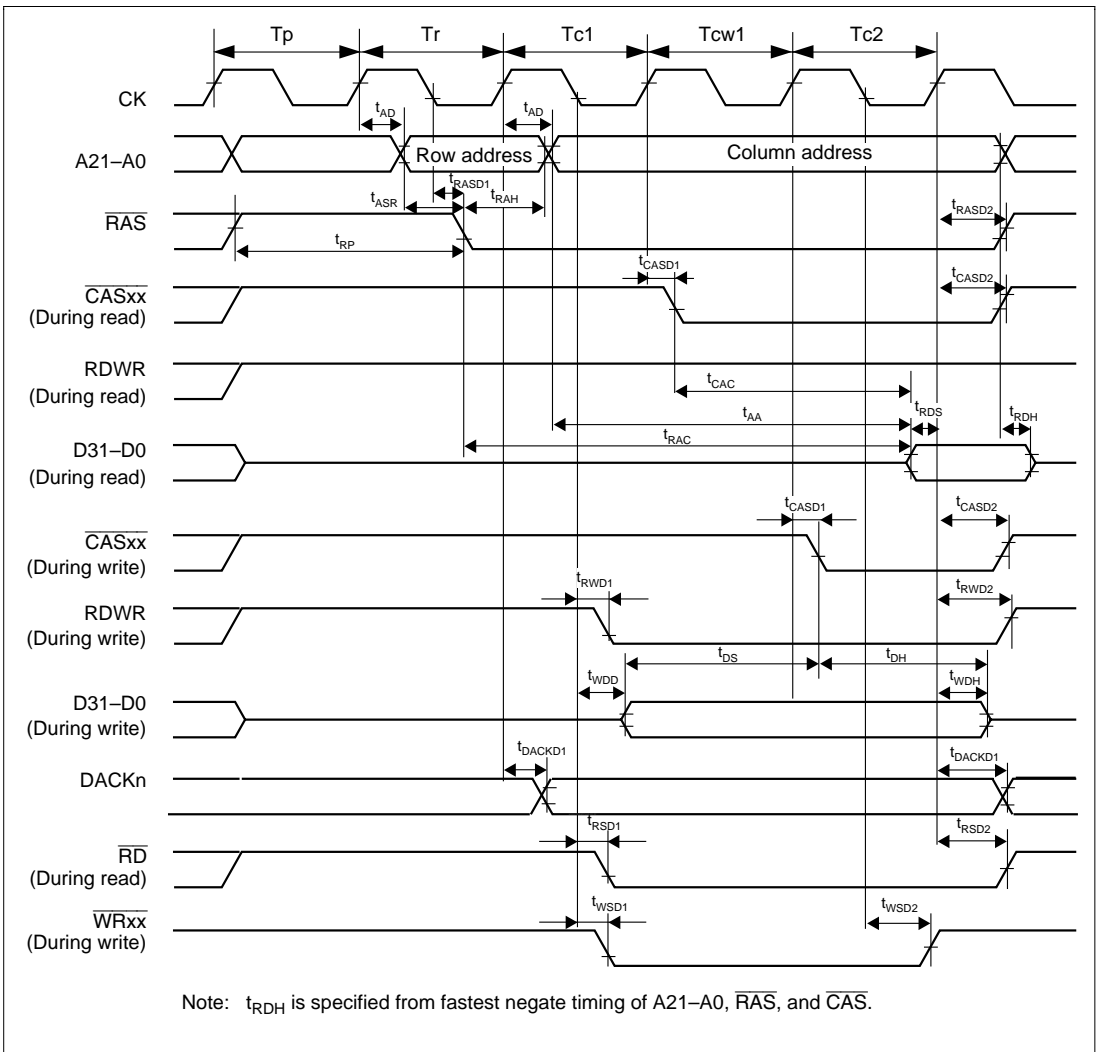 Tp Tr Tc1 Tcw1 Tc2
CK
tAD tAD
A21–A0 Row address Column address
tRASD1
tASR tRAH tRASD2
RAS
tRP
tCASD1 tCASD2
CASxx
(During read)
RDWR
(During read)
tCAC
tAA tRDS tRDH
tRAC
D31–D0
(During read)
tCASD1 tCASD2
CASxx
(During write)
tRWD1 tRWD2
RDWR
(During write)
tDS tDH
tWDD tWDH
D31–D0
(During write)
tDACKD1 tDACKD1
DACKn
tRSD1 tRSD2
RD
(During read)
tWSD1 tWSD2
WRxx
(During write)
Note: tRDH is specified from fastest negate timing of A21–A0, RAS, and CAS.